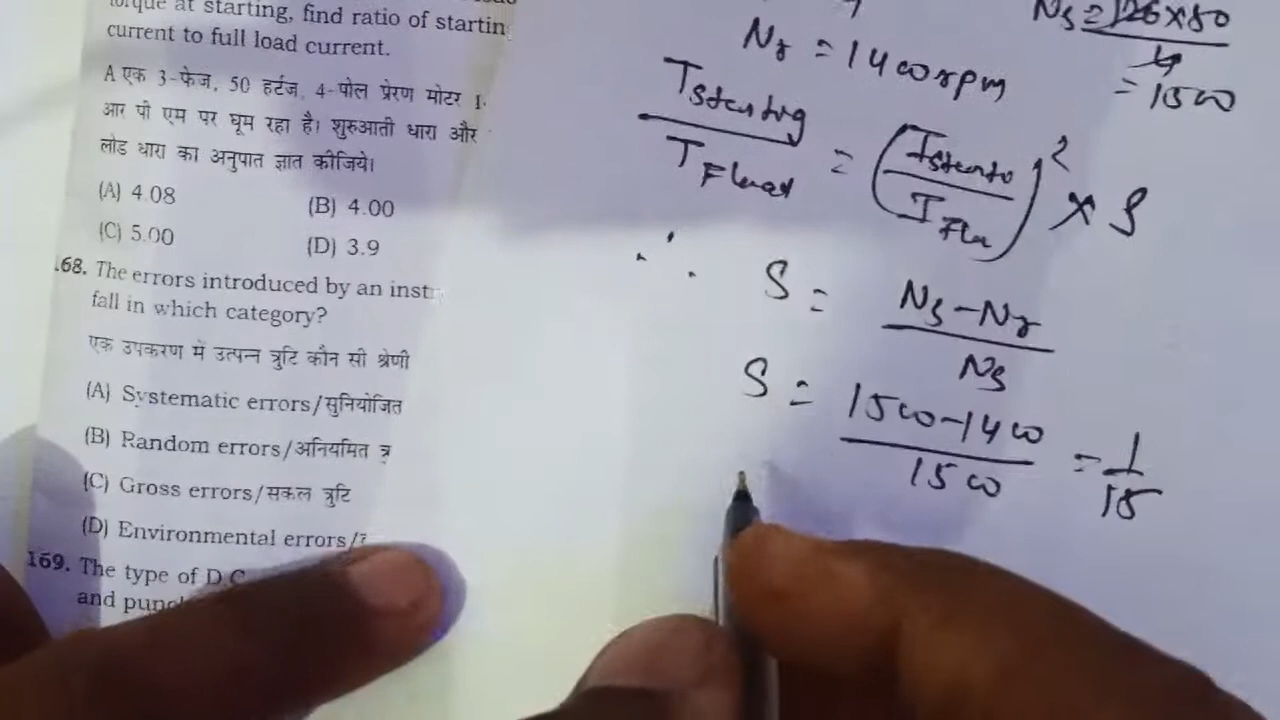 at starting, find ratio of startin
current to full load current.
A एक 3-फेज, 50 हर्टज, 4-पोल प्रेरण मोटर 1
आर पी एम पर घूम रहा है। शुरुआती धारा और
लोड धारा का अनुपात ज्ञात कीजिये।
(A) 4.08 (B) 4.00
(C) 5.00 (D) 3.9
168. The errors introduced by an instr
fall in which category?
एक उपकरण में उत्पन्न त्रुटि कौन सी श्रेणी
(A) Systematic errors/सुनियोजित
(B) Random errors/अनियमित त्र
(C) Gross errors/सकल त्रुटि
(D) Environmental errors/
169. The type of D.C
and
Ns = 120×50
4
= 1500
Nr = 1400rpm
Tstarting / TFload = (Istarto / IFlu)² × S
∴ S = Ns - Nr / Ns
S = 1500-1400 / 1500 = 1/15